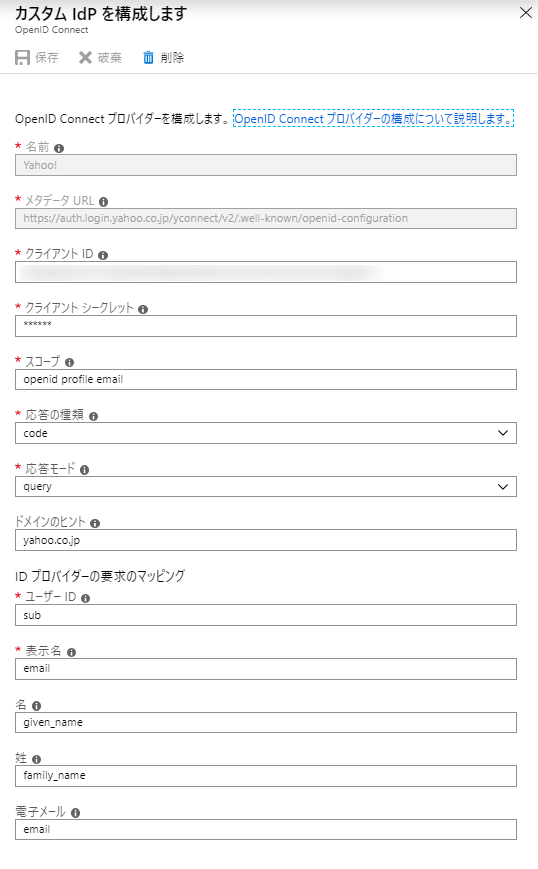 カスタム IdP を構成します
OpenID Connect
保存 破棄 削除
OpenID Connect プロバイダーを構成します。 OpenID Connect プロバイダーの構成について説明します。
* 名前
Yahoo!
* メタデータ URL
https://auth.login.yahoo.co.jp/yconnect/v2/.well-known/openid-configuration
* クライアント ID
* クライアント シークレット
******
* スコープ
openid profile email
* 応答の種類
code
* 応答モード
query
ドメインのヒント
yahoo.co.jp
ID プロバイダーの要求のマッピング
* ユーザー ID
sub
* 表示名
email
名
given_name
姓
family_name
電子メール
email